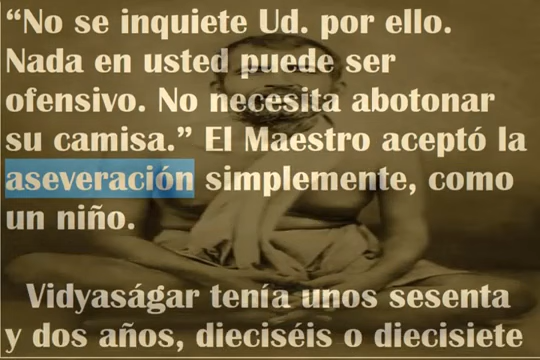 “No se inquiete Ud. por ello.
Nada en usted puede ser
ofensivo. No necesita abotonar
su camisa.” El Maestro aceptó la
aseveración simplemente, como
un niño.
Vidyaságar tenía unos sesenta
y dos años, dieciséis o diecisiete